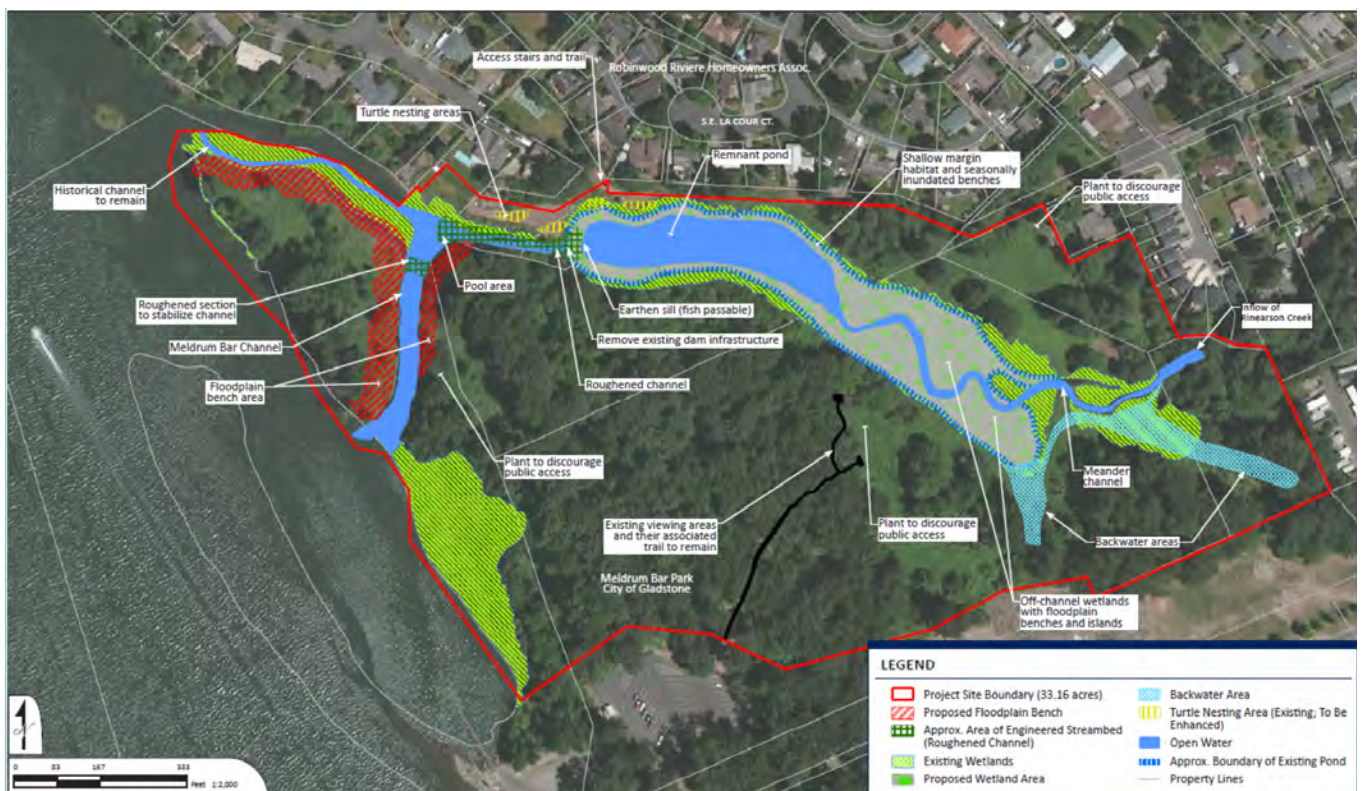 Access stairs and trail
Robinwood Riviere Homeowners Assoc.
Turtle nesting areas
S.E. LA COUR CT.
Remnant pond
Shallow margin
habitat and seasonally
inundated benches
Plant to discourage
public access
Historical channel
to remain
Pool area
Roughened section
to stabilize channel
Earthen sill (fish passable)
Inflow of
Rinearson Creek
Meldrum Bar Channel
Remove existing dam infrastructure
Roughened channel
Floodplain
bench area
Plant to discourage
public access
Meander
channel
Existing viewing areas
and their associated
trail to remain
Plant to discourage
public access
Backwater areas
Meldrum Bar Park
City of Gladstone
Off-channel wetlands
with floodplain
benches and islands
LEGEND
Project Site Boundary (33.16 acres)
Proposed Floodplain Bench
Approx. Area of Engineered Streambed
(Roughened Channel)
Existing Wetlands
Proposed Wetland Area
Backwater Area
Turtle Nesting Area (Existing; To Be
Enhanced)
Open Water
Approx. Boundary of Existing Pond
Property Lines
0 83 167 333
Feet 1:2,000